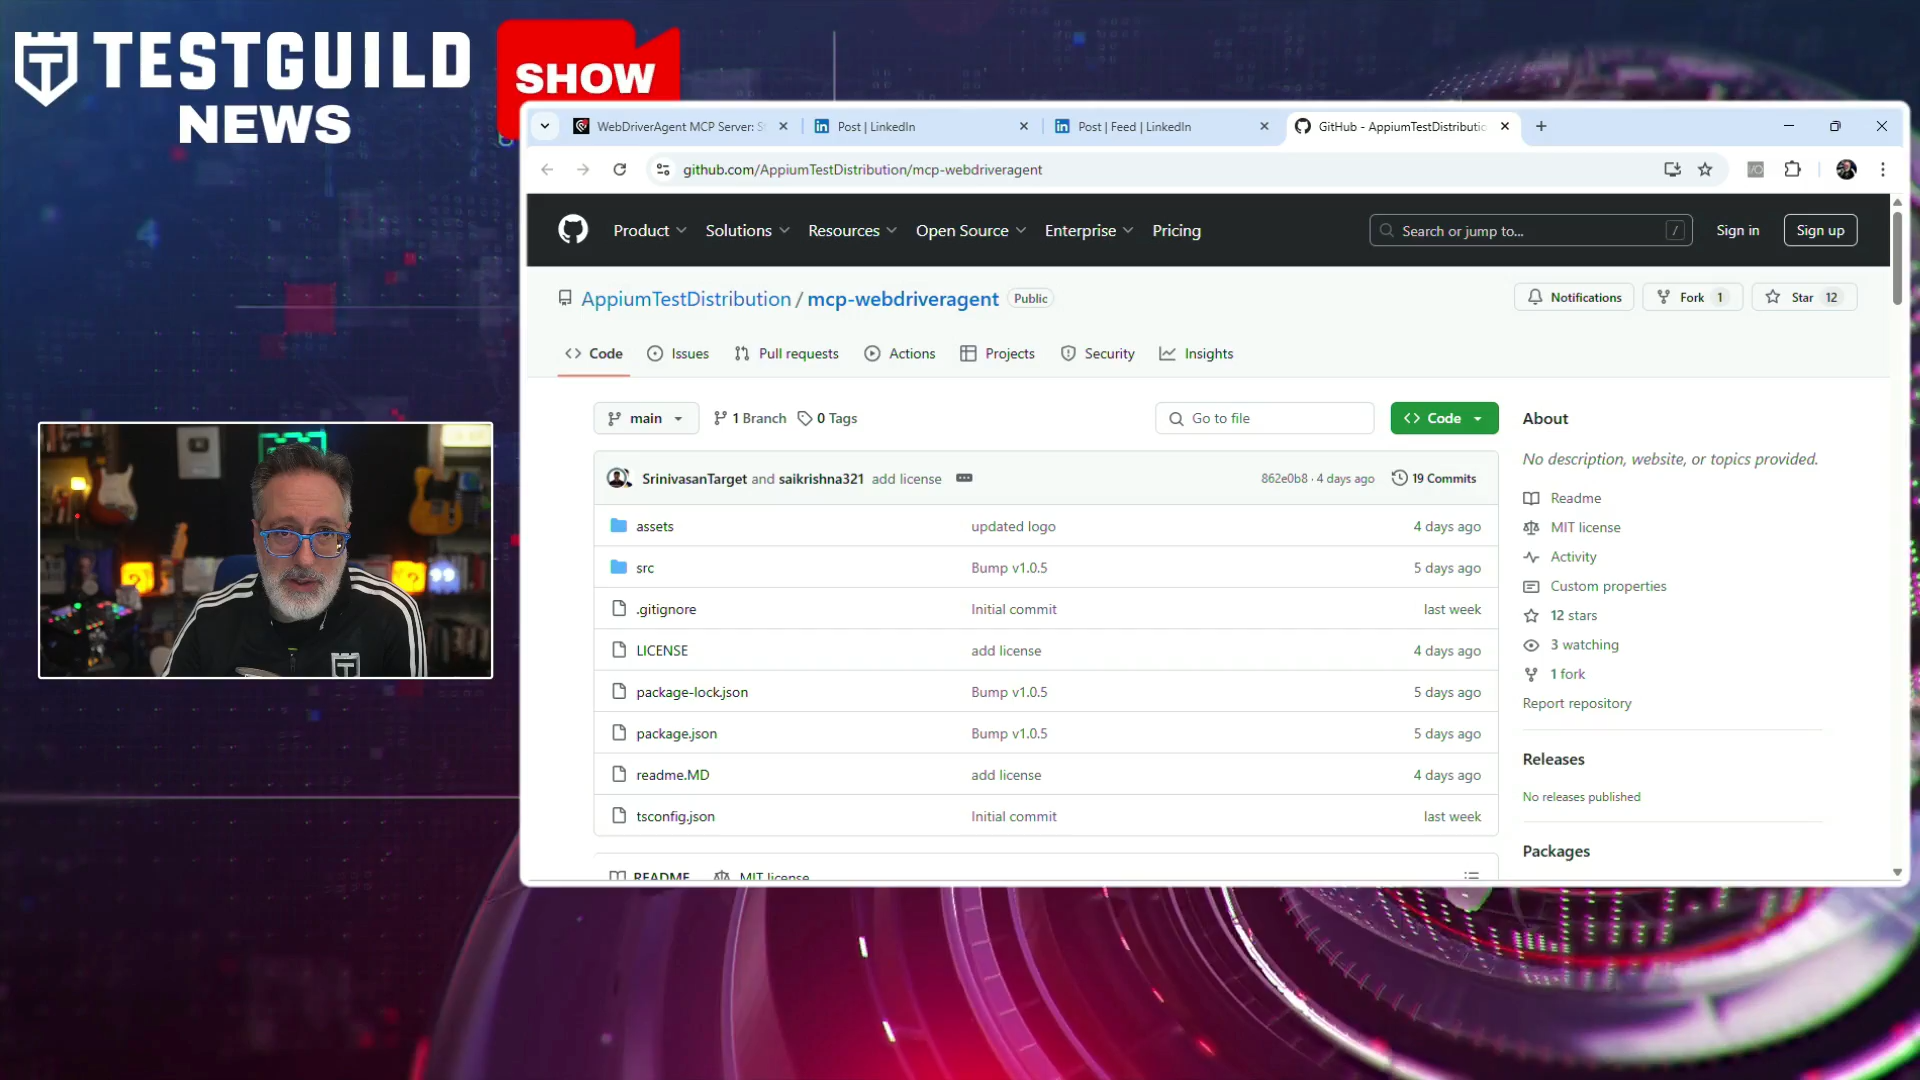 TESTGUILD
NEWS
SHOW
WebDriverAgent MCP Server: S
Post | LinkedIn
Post | Feed | LinkedIn
GitHub - AppiumTestDistributio
github.com/AppiumTestDistribution/mcp-webdriveragent
Product
Solutions
Resources
Open Source
Enterprise
Pricing
Search or jump to...
/
Sign in
Sign up
AppiumTestDistribution / mcp-webdriveragent Public
Notifications
Fork 1
Star 12
Code
Issues
Pull requests
Actions
Projects
Security
Insights
main
1 Branch
0 Tags
Go to file
Code
SrinivasanTarget and saikrishna321 add license
862e0b8 · 4 days ago
19 Commits
assets updated logo 4 days ago
src Bump v1.0.5 5 days ago
.gitignore Initial commit last week
LICENSE add license 4 days ago
package-lock.json Bump v1.0.5 5 days ago
package.json Bump v1.0.5 5 days ago
readme.MD add license 4 days ago
tsconfig.json Initial commit last week
README
MIT license
About
No description, website, or topics provided.
Readme
MIT license
Activity
Custom properties
12 stars
3 watching
1 fork
Report repository
Releases
No releases published
Packages